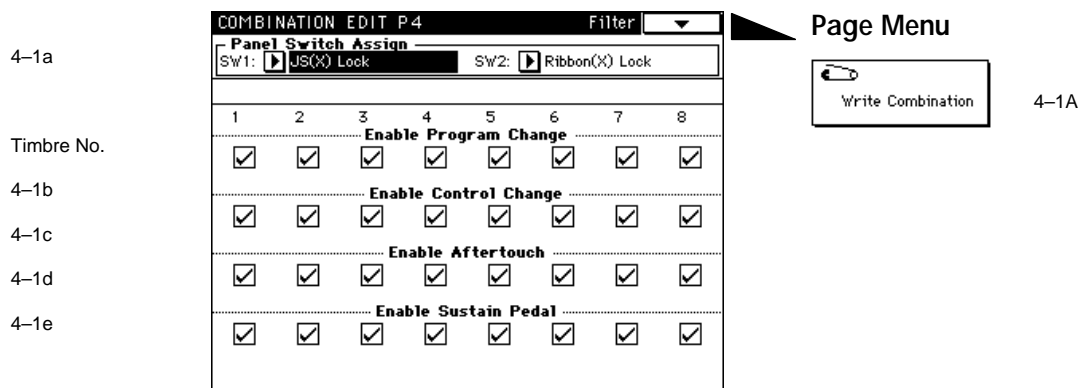 COMBINATION EDIT P4 Filter
Page Menu
4–1a
Panel Switch Assign
SW1: JS(X) Lock SW2: Ribbon(X) Lock
Write Combination
4–1A
1 2 3 4 5 6 7 8
Timbre No.
Enable Program Change
4–1b
Enable Control Change
4–1c
Enable Aftertouch
4–1d
Enable Sustain Pedal
4–1e